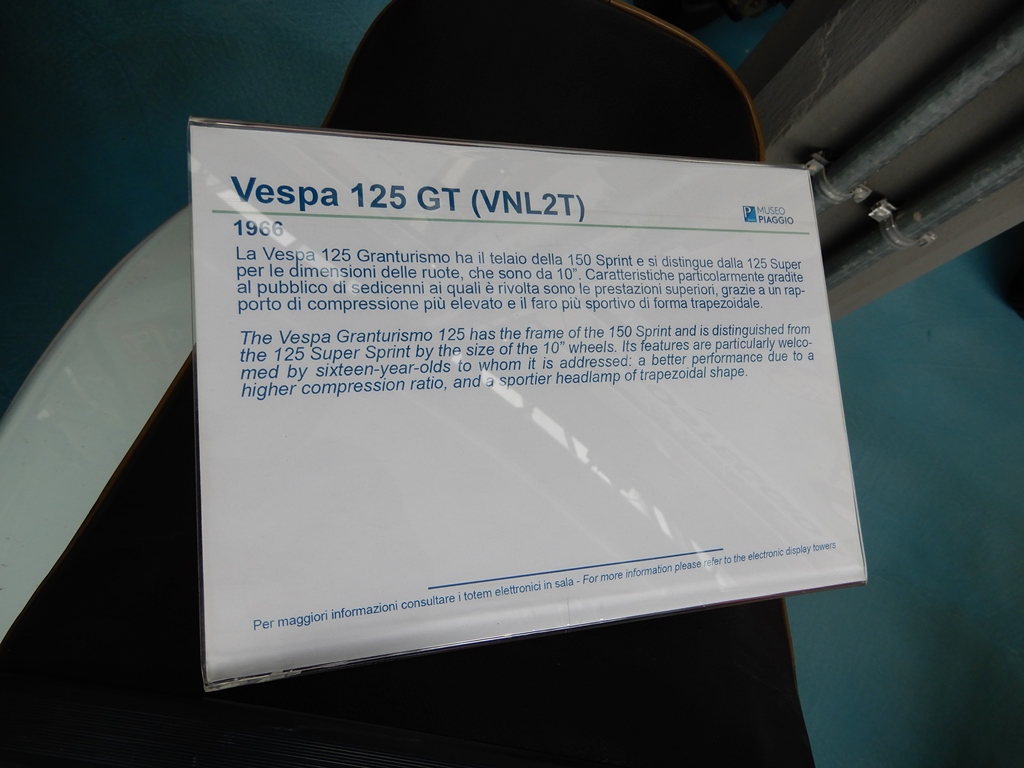 Vespa 125 GT (VNL2T)
MUSEO
PIAGGIO
1966
La Vespa 125 Granturismo ha il telaio della 150 Sprint e si distingue dalla 125 Super
per le dimensioni delle ruote, che sono da 10". Caratteristiche particolarmente gradite
al pubblico di sedicenni ai quali è rivolta sono le prestazioni superiori, grazie a un rap-
porto di compressione più elevato e il faro più sportivo di forma trapezoidale.
The Vespa Granturismo 125 has the frame of the 150 Sprint and is distinguished from
the 125 Super Sprint by the size of the 10" wheels. Its features are particularly welco-
med by sixteen-year-olds to whom it is addressed: a better performance due to a
higher compression ratio, and a sportier headlamp of trapezoidal shape.
Per maggiori informazioni consultare i totem elettronici in sala - For more information please refer to the electronic display towers